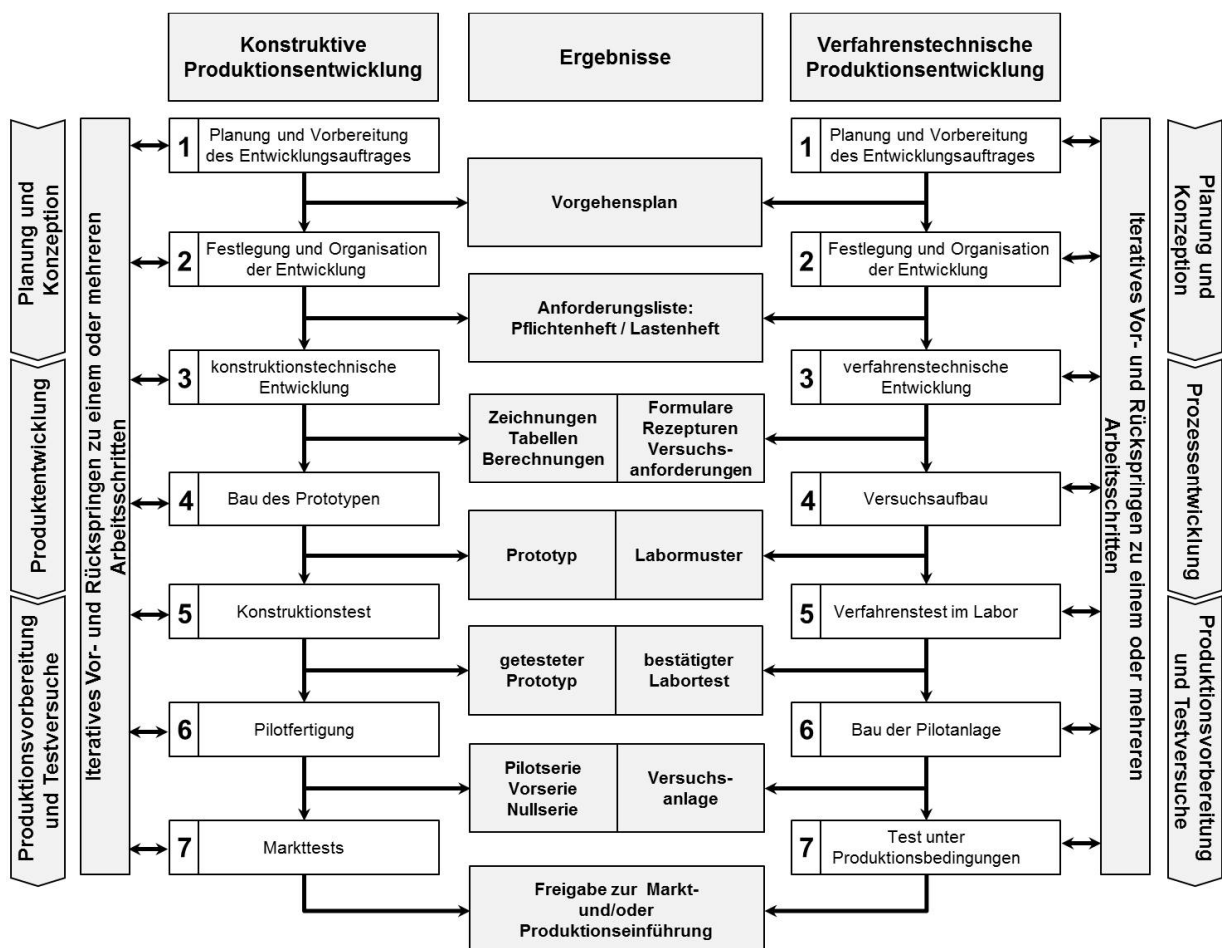 Konstruktive
Produktionsentwicklung
Ergebnisse
Verfahrenstechnische
Produktionsentwicklung
Planung und
Konzeption
Produktentwicklung
Produktionsvorbereitung
und Testversuche
Iteratives Vor- und Rückspringen zu einem oder mehreren
Arbeitsschritten
1
Planung und Vorbereitung
des Entwicklungsauftrages
2
Festlegung und Organisation
der Entwicklung
3
konstruktionstechnische
Entwicklung
4
Bau des Prototypen
5
Konstruktionstest
6
Pilotfertigung
7
Markttests
Vorgehensplan
Anforderungsliste:
Pflichtenheft / Lastenheft
Zeichnungen
Tabellen
Berechnungen
Formulare
Rezepturen
Versuchs-
anforderungen
Prototyp
Labormuster
getesteter
Prototyp
bestätigter
Labortest
Pilotserie
Vorserie
Nullserie
Versuchs-
anlage
Freigabe zur Markt-
und/oder
Produktionseinführung
1
Planung und Vorbereitung
des Entwicklungsauftrages
2
Festlegung und Organisation
der Entwicklung
3
verfahrenstechnische
Entwicklung
4
Versuchsaufbau
5
Verfahrenstest im Labor
6
Bau der Pilotanlage
7
Test unter
Produktionsbedingungen
Iteratives Vor- und Rückspringen zu einem oder mehreren
Arbeitsschritten
Planung und
Konzeption
Prozessentwicklung
Produktionsvorbereitung
und Testversuche